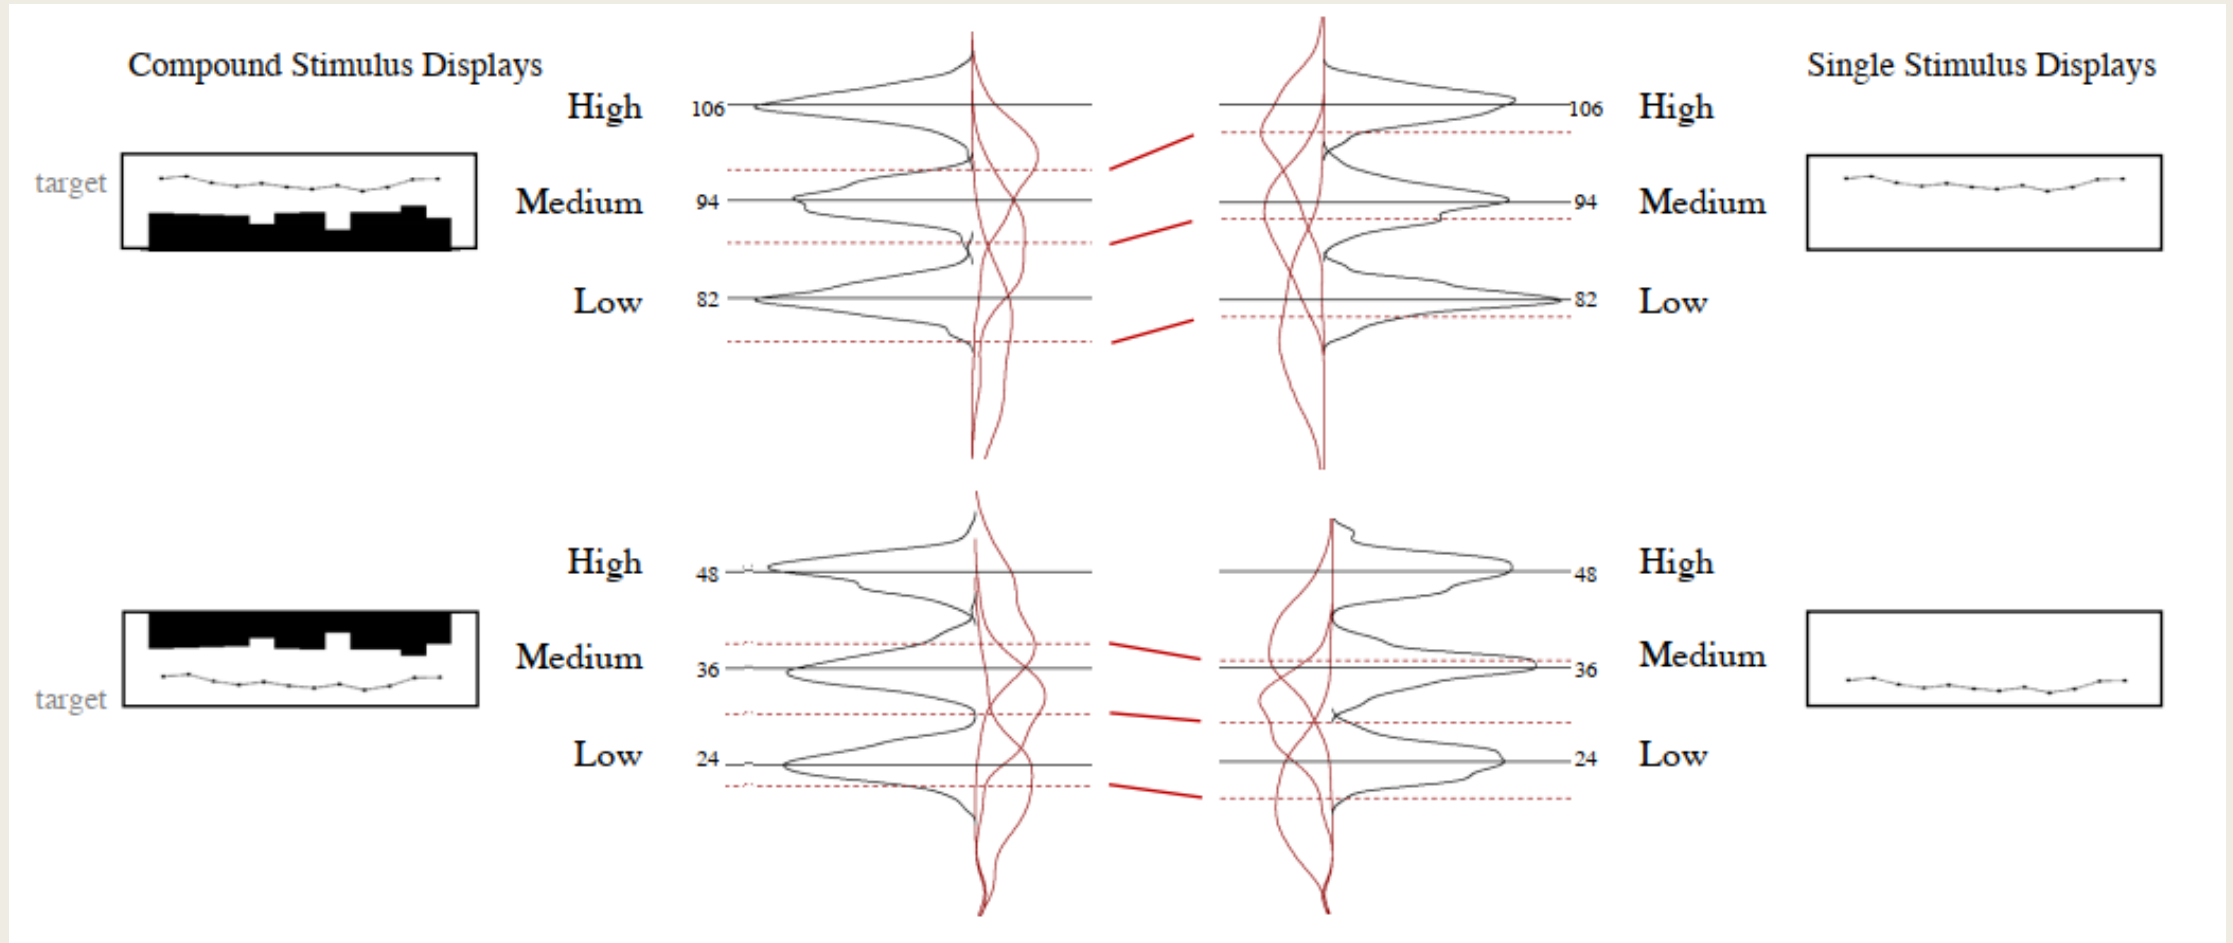 Compound Stimulus Displays
Single Stimulus Displays
High 106 106 High
target
Medium 94 94 Medium
Low 82 82 Low
High 48 48 High
Medium 36 36 Medium
target
Low 24 24 Low